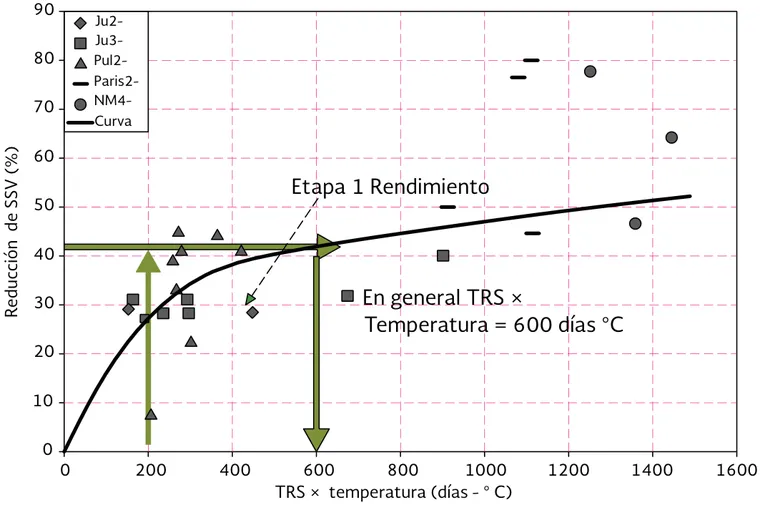 90
80
70
60
50
40
30
20
10
0
Reducción de SSV (%)
Ju2-
Ju3-
Pul2-
Paris2-
NM4-
Curva
Etapa 1 Rendimiento
En general TRS ×
Temperatura = 600 días °C
0 200 400 600 800 1000 1200 1400 1600
TRS × temperatura (días - ° C)